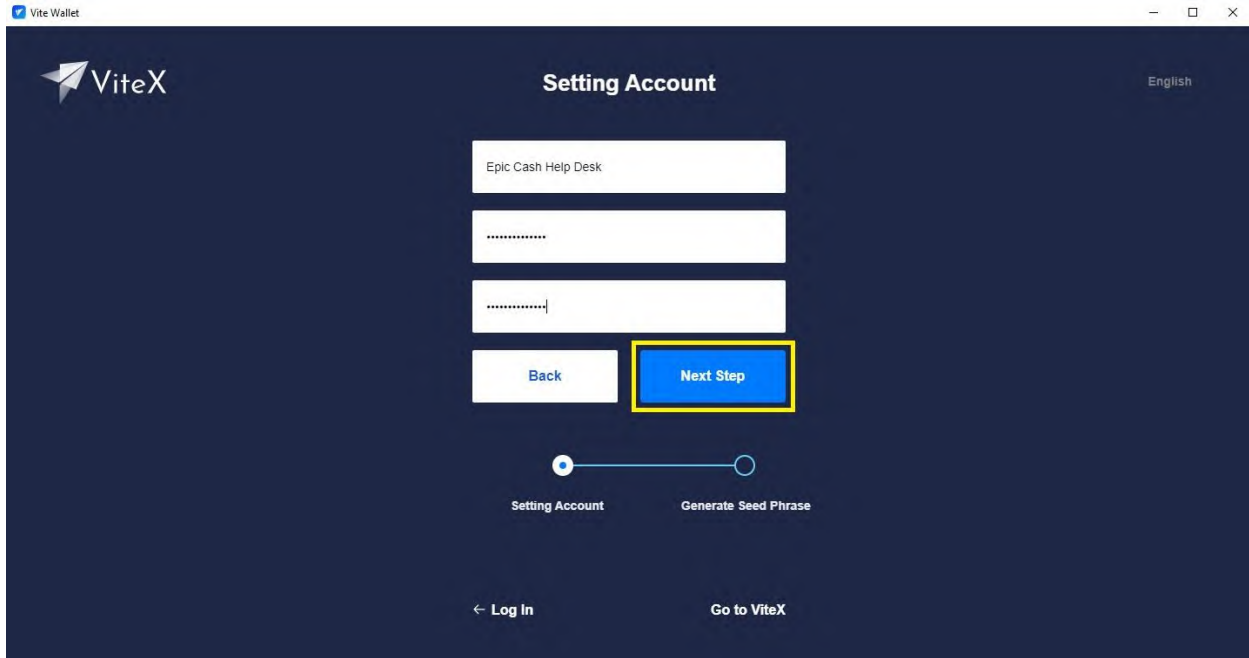 Vite Wallet
ViteX
Setting Account
English
Epic Cash Help Desk
••••••••••••••
••••••••••••••
Back
Next Step
Setting Account
Generate Seed Phrase
← Log In
Go to ViteX